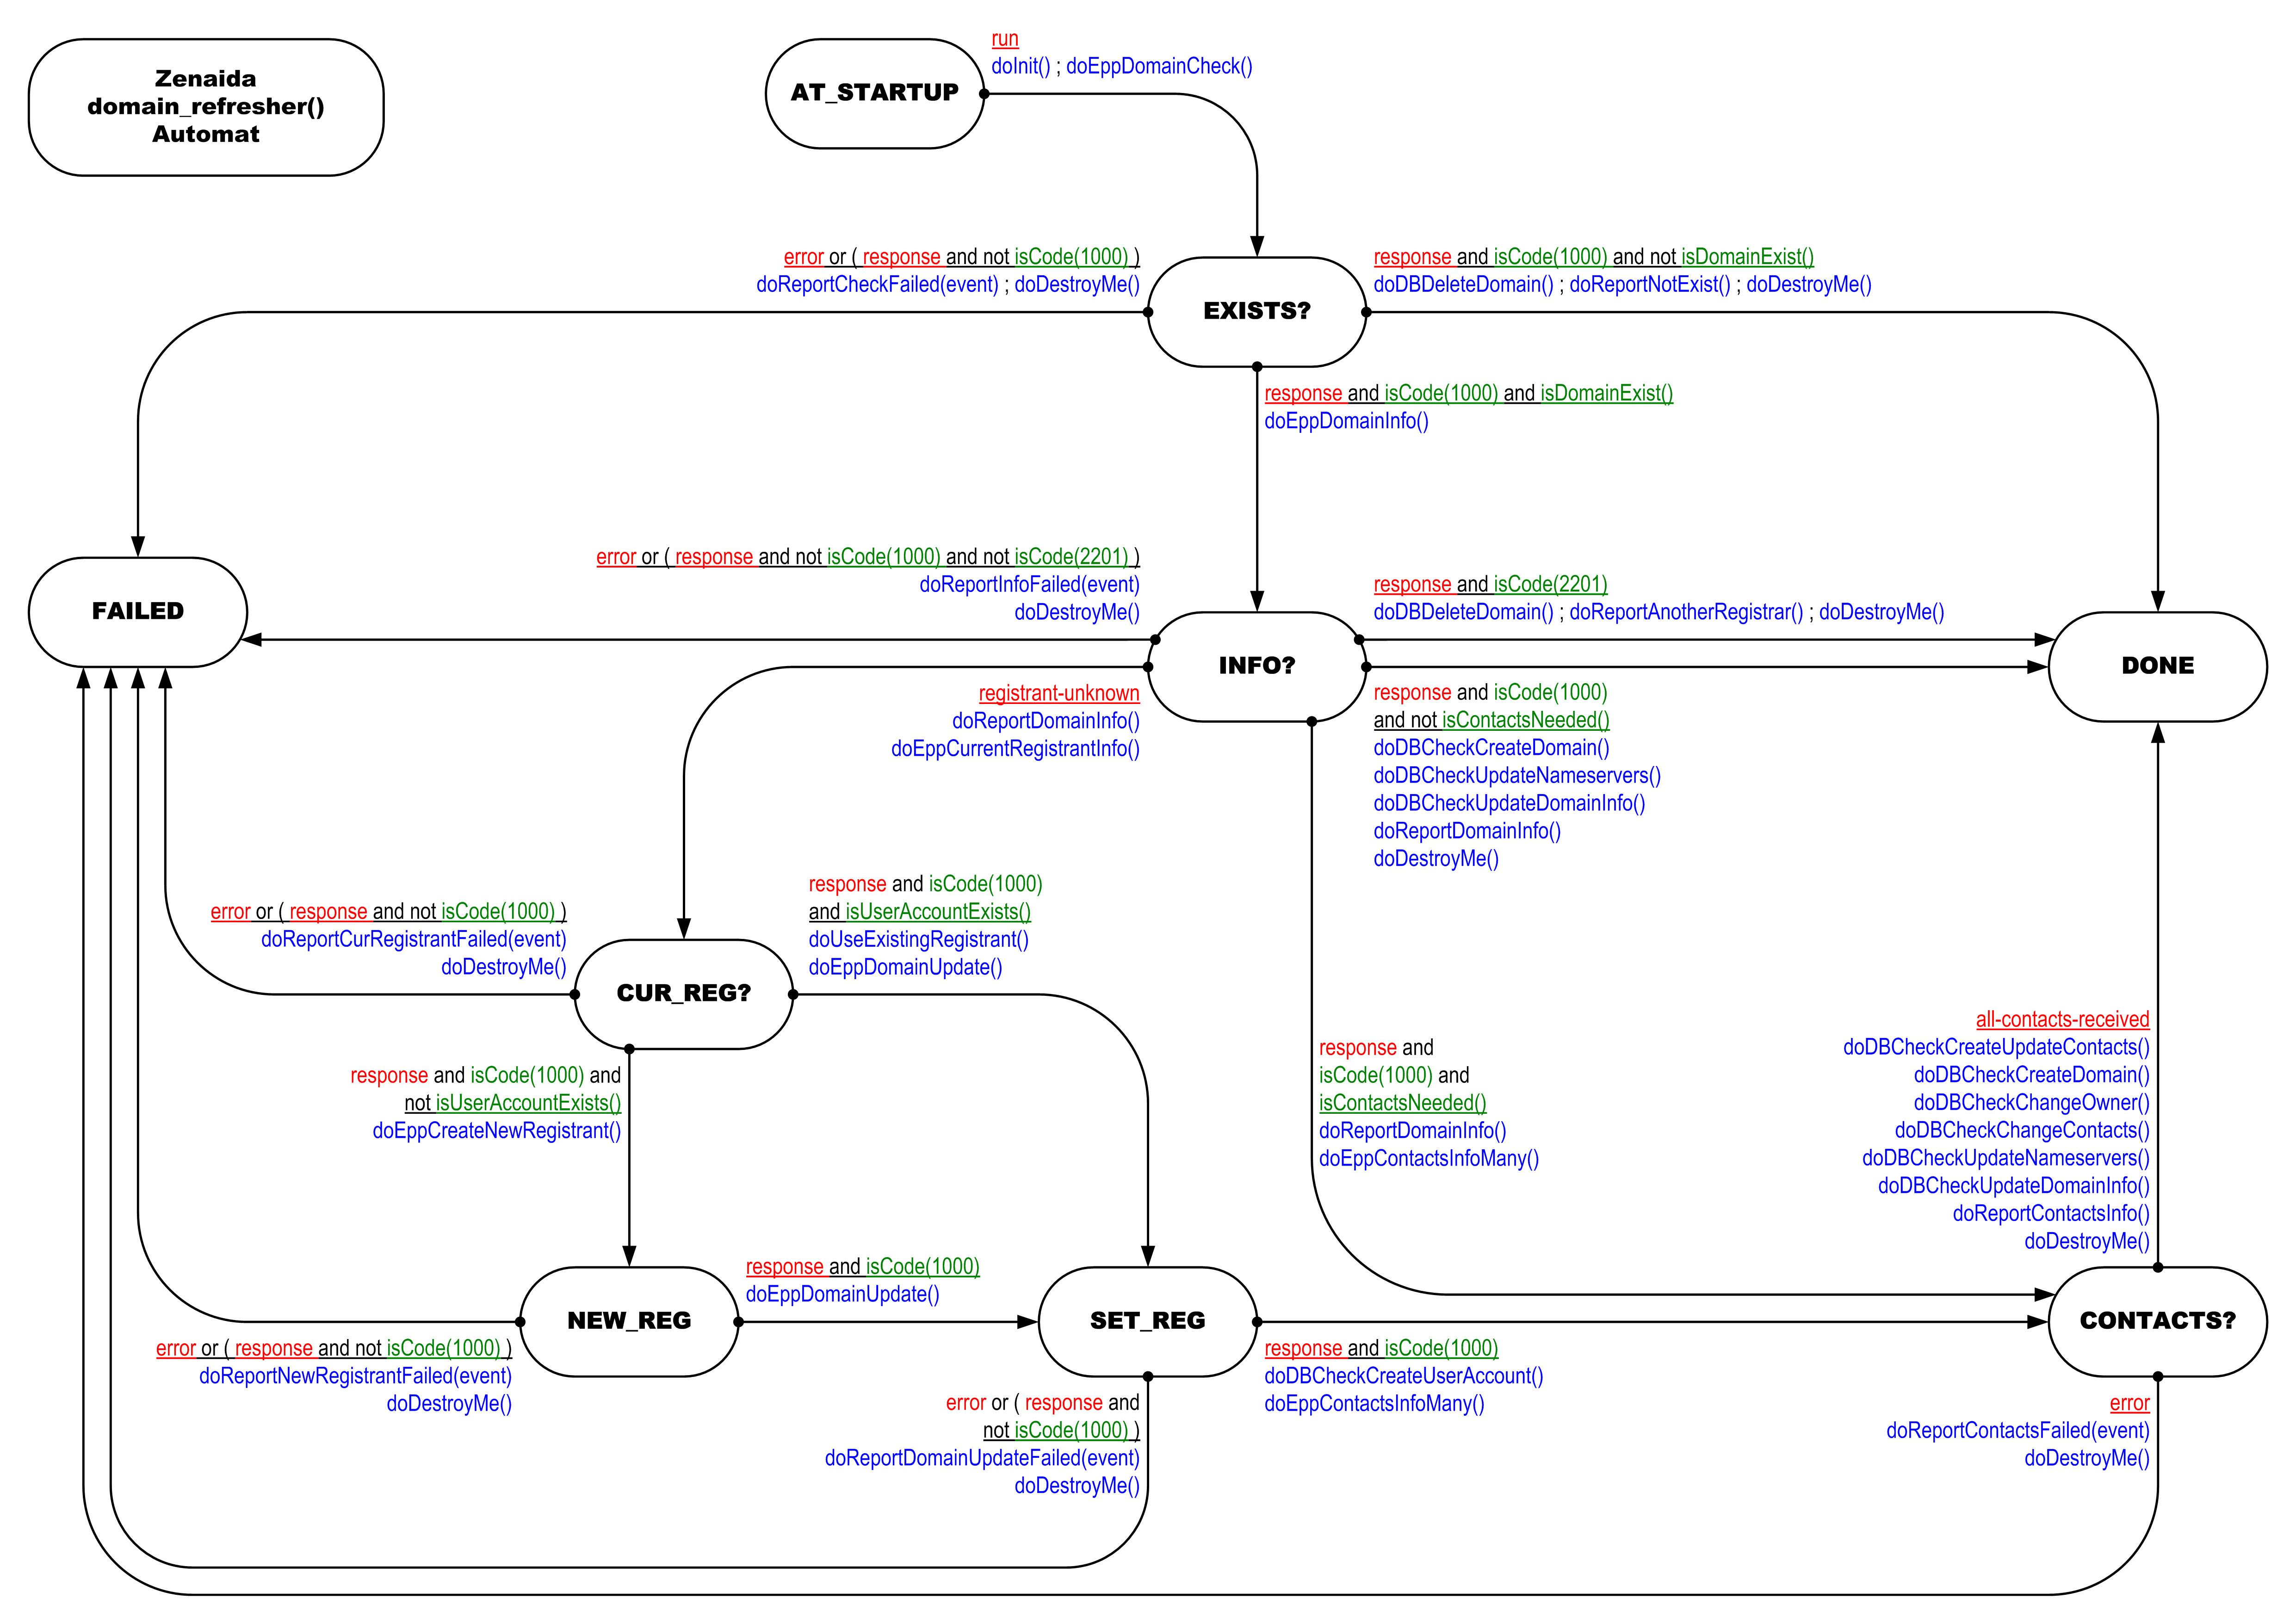 Zenaida
domain_refresher()
Automat
AT_STARTUP
run
doInit() ; doEppDomainCheck()
error or ( response and not isCode(1000) )
doReportCheckFailed(event) ; doDestroyMe()
EXISTS?
response and isCode(1000) and not isDomainExist()
doDBDeleteDomain() ; doReportNotExist() ; doDestroyMe()
response and isCode(1000) and isDomainExist()
doEppDomainInfo()
FAILED
error or ( response and not isCode(1000) and not isCode(2201) )
doReportInfoFailed(event)
doDestroyMe()
INFO?
response and isCode(2201)
doDBDeleteDomain() ; doReportAnotherRegistrar() ; doDestroyMe()
DONE
registrant-unknown
doReportDomainInfo()
doEppCurrentRegistrantInfo()
response and isCode(1000)
and not isContactsNeeded()
doDBCheckCreateDomain()
doDBCheckUpdateNameservers()
doDBCheckUpdateDomainInfo()
doReportDomainInfo()
doDestroyMe()
error or ( response and not isCode(1000) )
doReportCurRegistrantFailed(event)
doDestroyMe()
CUR_REG?
response and isCode(1000)
and isUserAccountExists()
doUseExistingRegistrant()
doEppDomainUpdate()
response and isCode(1000) and
not isUserAccountExists()
doEppCreateNewRegistrant()
response and
isCode(1000) and
isContactsNeeded()
doReportDomainInfo()
doEppContactsInfoMany()
all-contacts-received
doDBCheckCreateUpdateContacts()
doDBCheckCreateDomain()
doDBCheckChangeOwner()
doDBCheckChangeContacts()
doDBCheckUpdateNameservers()
doDBCheckUpdateDomainInfo()
doReportContactsInfo()
doDestroyMe()
NEW_REG
response and isCode(1000)
doEppDomainUpdate()
SET_REG
CONTACTS?
error or ( response and not isCode(1000) )
doReportNewRegistrantFailed(event)
doDestroyMe()
error or ( response and
not isCode(1000) )
doReportDomainUpdateFailed(event)
doDestroyMe()
response and isCode(1000)
doDBCheckCreateUserAccount()
doEppContactsInfoMany()
error
doReportContactsFailed(event)
doDestroyMe()